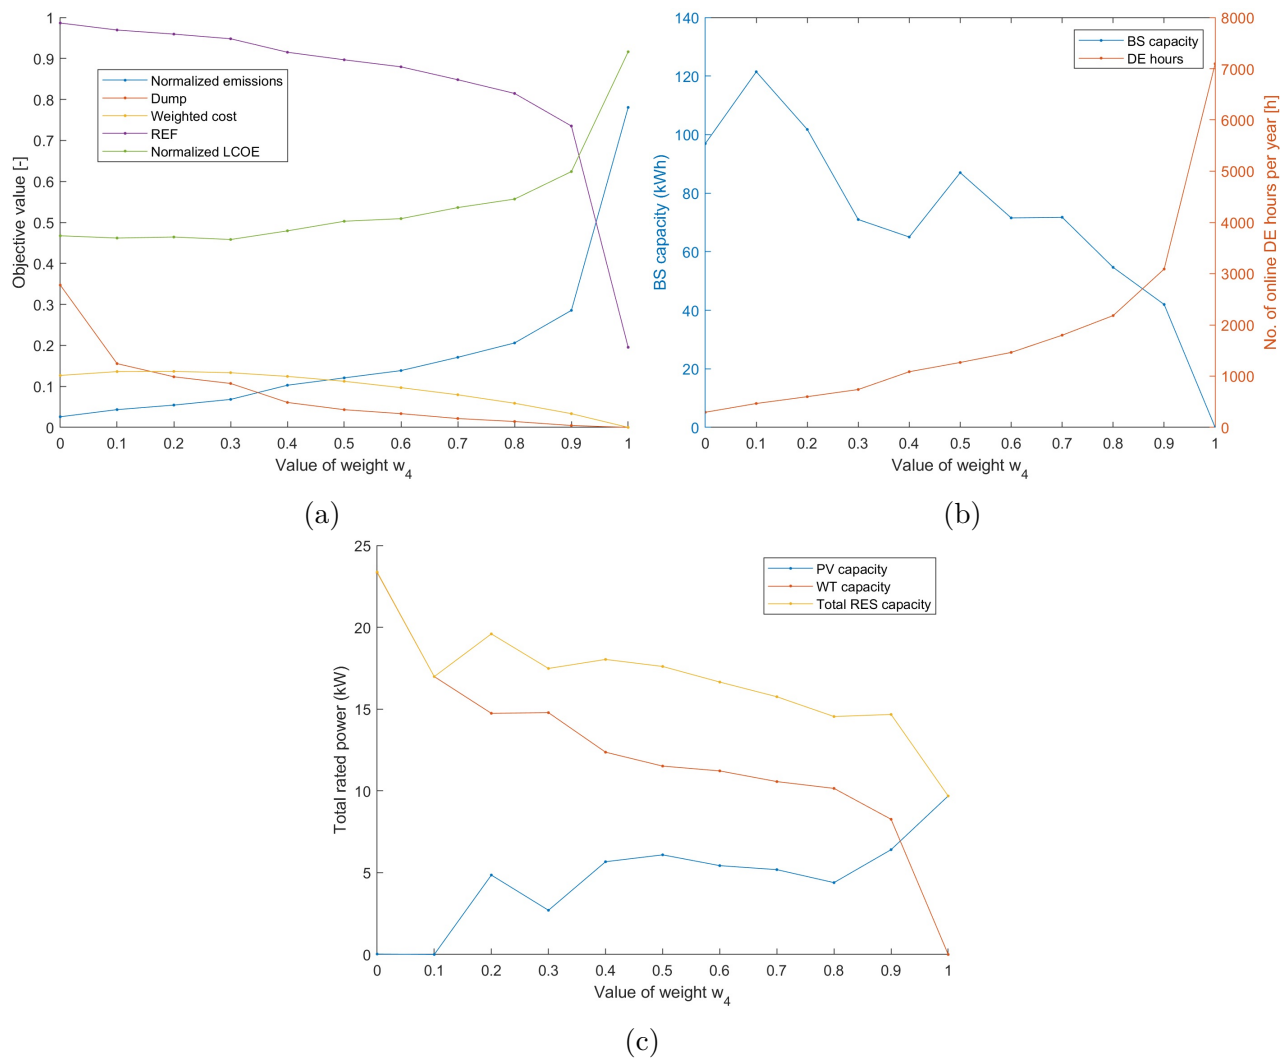 1
0.9
0.8
0.7
0.6
0.5
0.4
0.3
0.2
0.1
0
Objective value [-]
Normalized emissions
Dump
Weighted cost
REF
Normalized LCOE
0 0.1 0.2 0.3 0.4 0.5 0.6 0.7 0.8 0.9 1
Value of weight w4
(a)
140
120
100
80
60
40
20
0
BS capacity (kWh)
BS capacity
DE hours
8000
7000
6000
5000
4000
3000
2000
1000
0
No. of online DE hours per year [h]
0 0.1 0.2 0.3 0.4 0.5 0.6 0.7 0.8 0.9 1
Value of weight w4
(b)
25
20
15
10
5
0
Total rated power (kW)
PV capacity
WT capacity
Total RES capacity
0 0.1 0.2 0.3 0.4 0.5 0.6 0.7 0.8 0.9 1
Value of weight w4
(c)